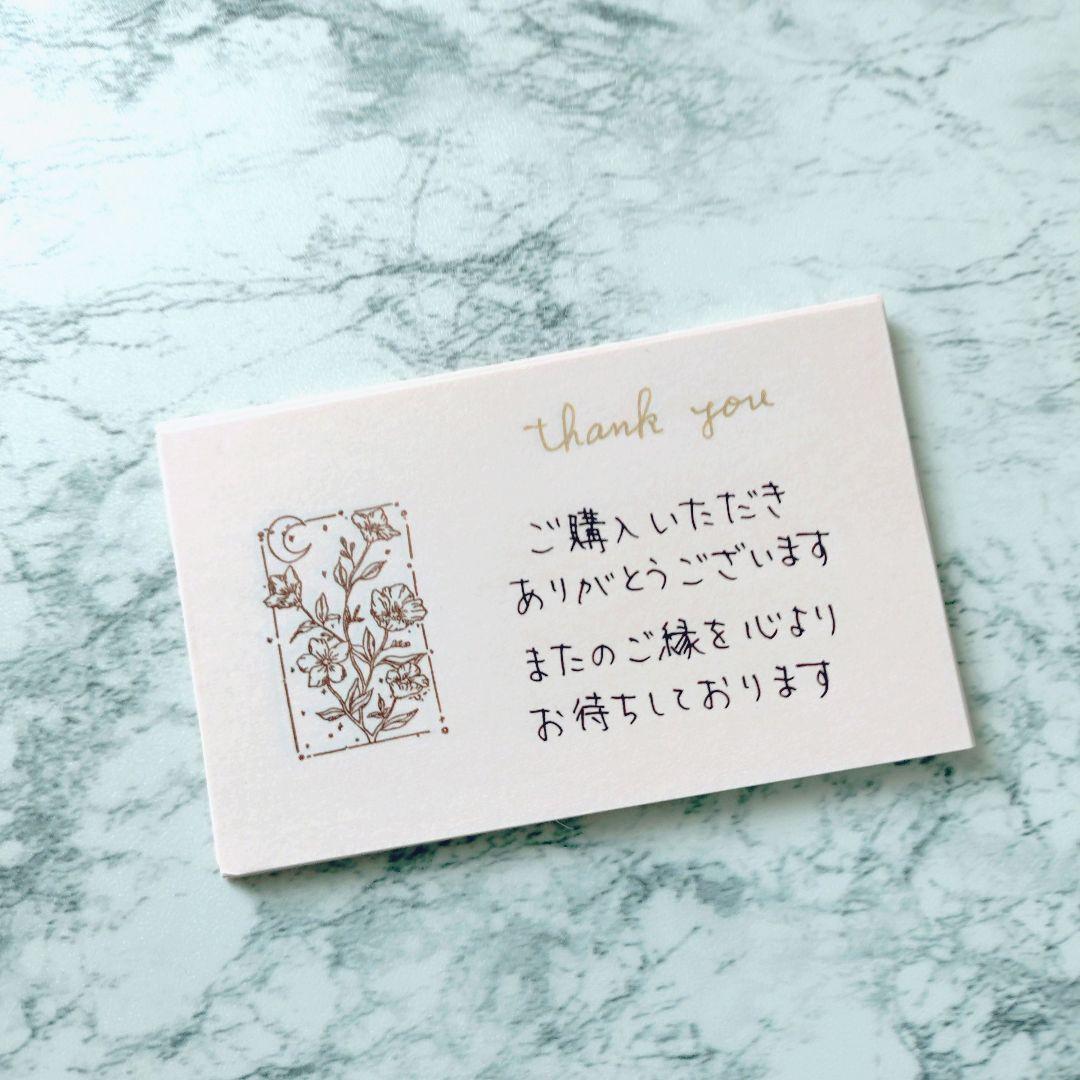 thank you
ご購入いただき
ありがとうございます
またのご縁を心より
お待ちしております